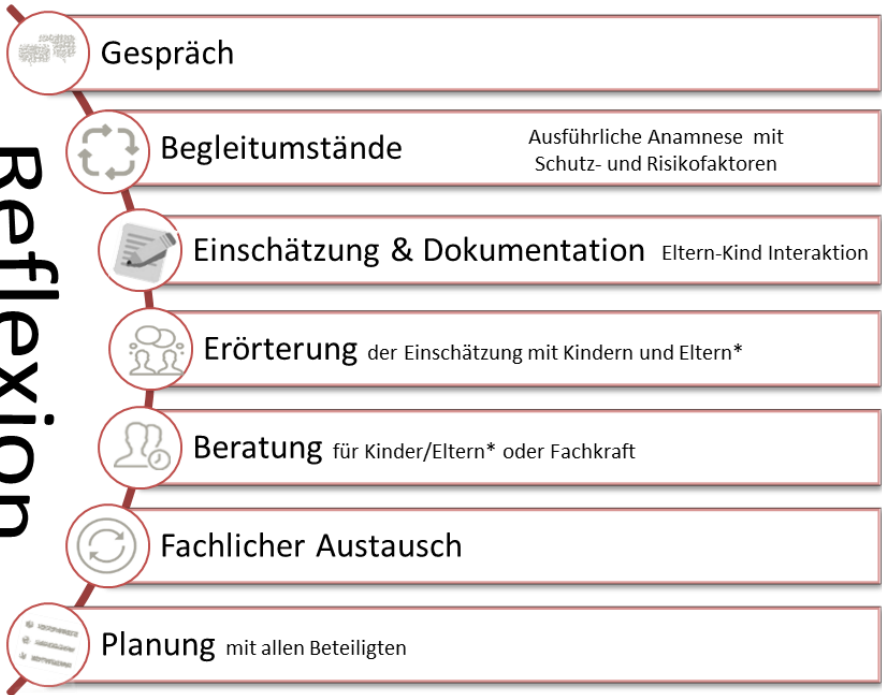 Reflexion
Gespräch
Begleitumstände
Ausführliche Anamnese mit
Schutz- und Risikofaktoren
Einschätzung & Dokumentation Eltern-Kind Interaktion
Erörterung der Einschätzung mit Kindern und Eltern*
Beratung für Kinder/Eltern* oder Fachkraft
Fachlicher Austausch
Planung mit allen Beteiligten